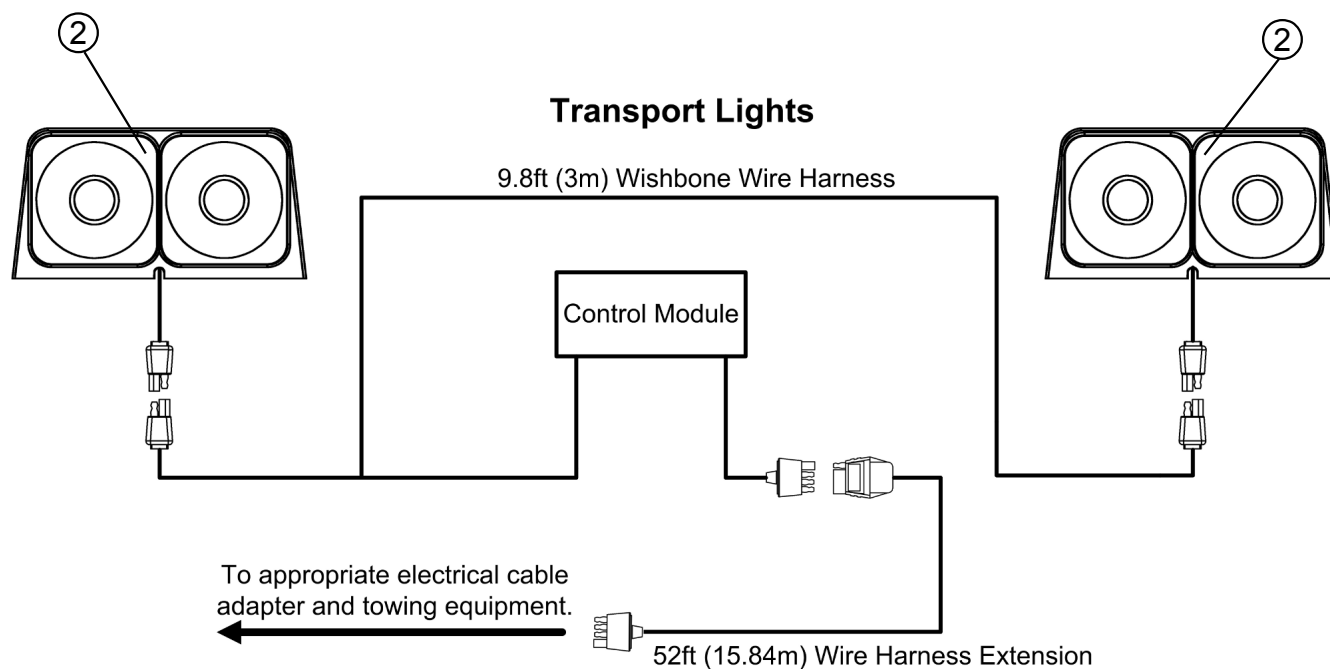 2
2
Transport Lights
9.8ft (3m) Wishbone Wire Harness
Control Module
To appropriate electrical cable
adapter and towing equipment.
52ft (15.84m) Wire Harness Extension